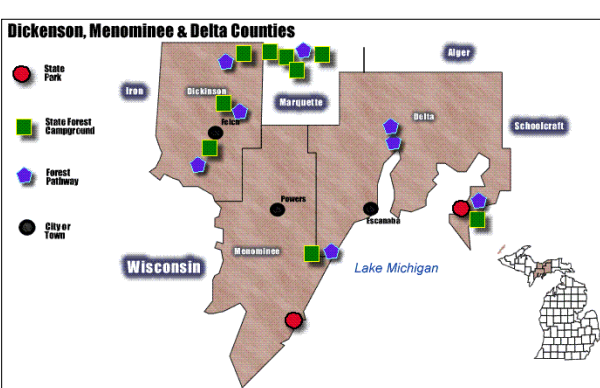 Dickenson, Menominee & Delta Counties
State
Park
State Forest
Campground
Forest
Pathway
City or
Town
Alger
Iron
Dickinson
Marquette
Delta
Schoolcraft
Felch
Powers
Escanaba
Menominee
Wisconsin
Lake Michigan